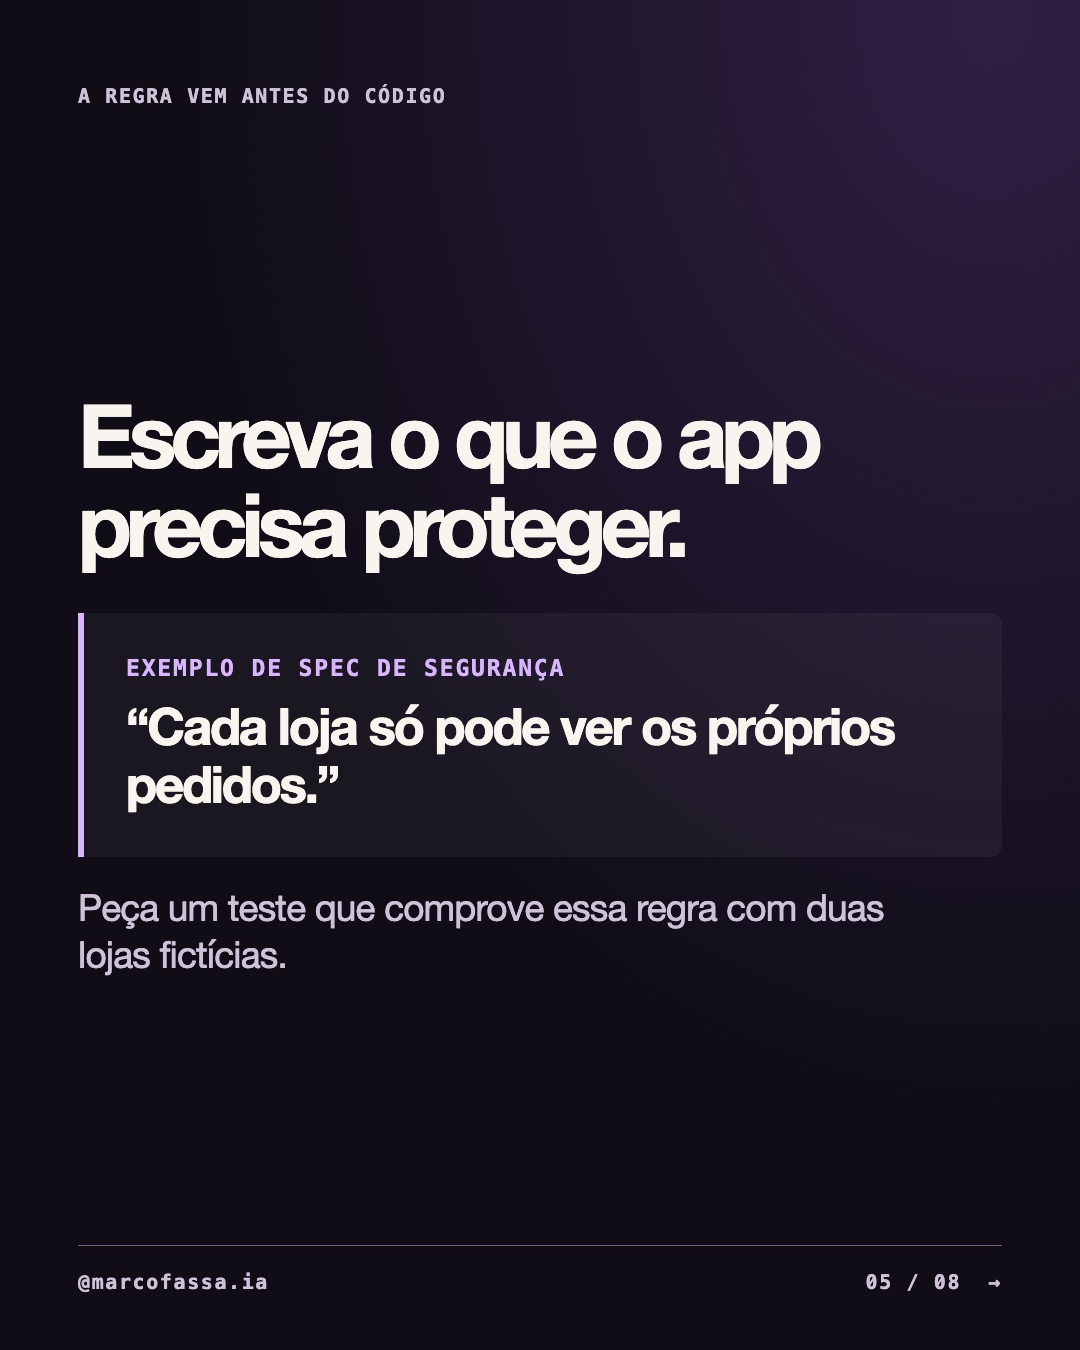 A REGRA VEM ANTES DO CÓDIGO
Escreva o que o app
precisa proteger.
EXEMPLO DE SPEC DE SEGURANÇA
“Cada loja só pode ver os próprios
pedidos.”
Peça um teste que comprove essa regra com duas
lojas fictícias.
@marcofassa.ia
05 / 08 →